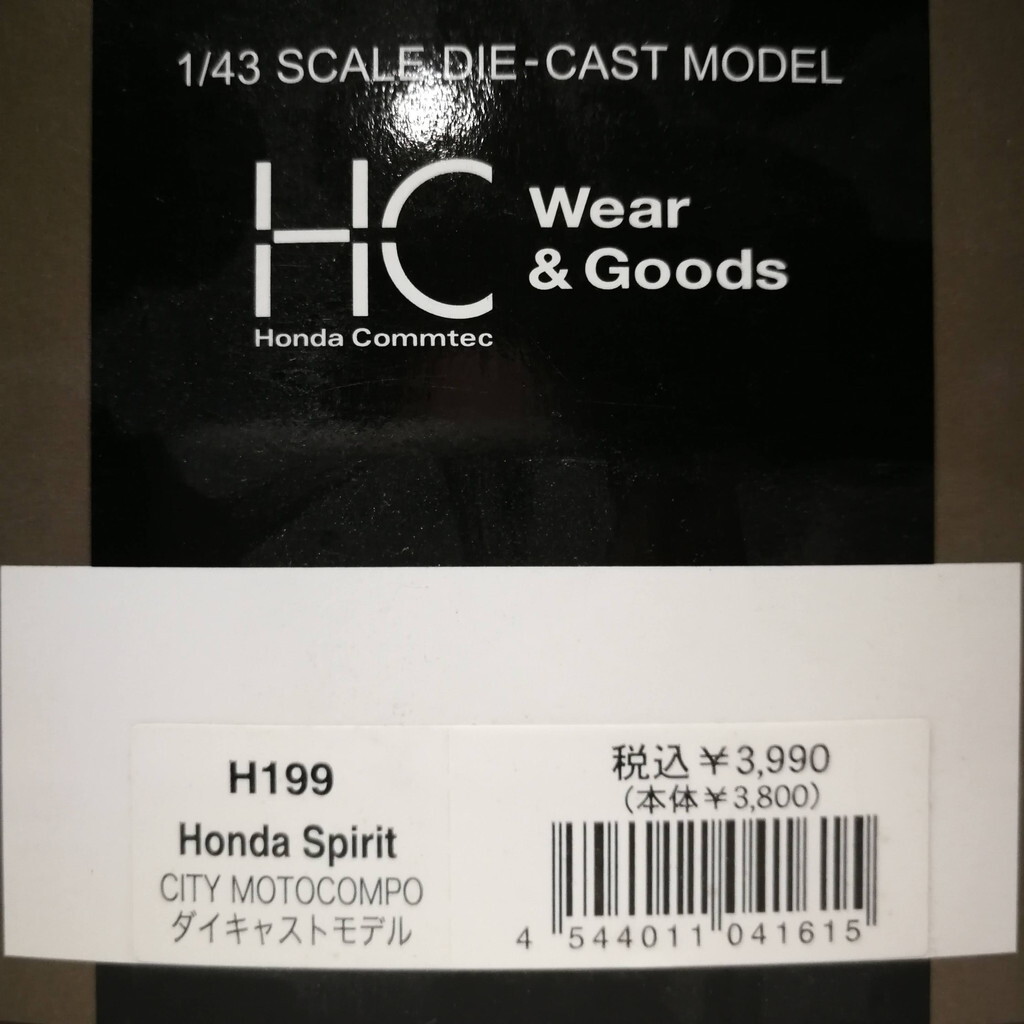 1/43 SCALE DIE-CAST MODEL
HC
Wear
& Goods
Honda Commtec
H199
Honda Spirit
CITY MOTOCOMPO
ダイキャストモデル
税込￥3,990
（本体￥3,800）
4 544011 041615